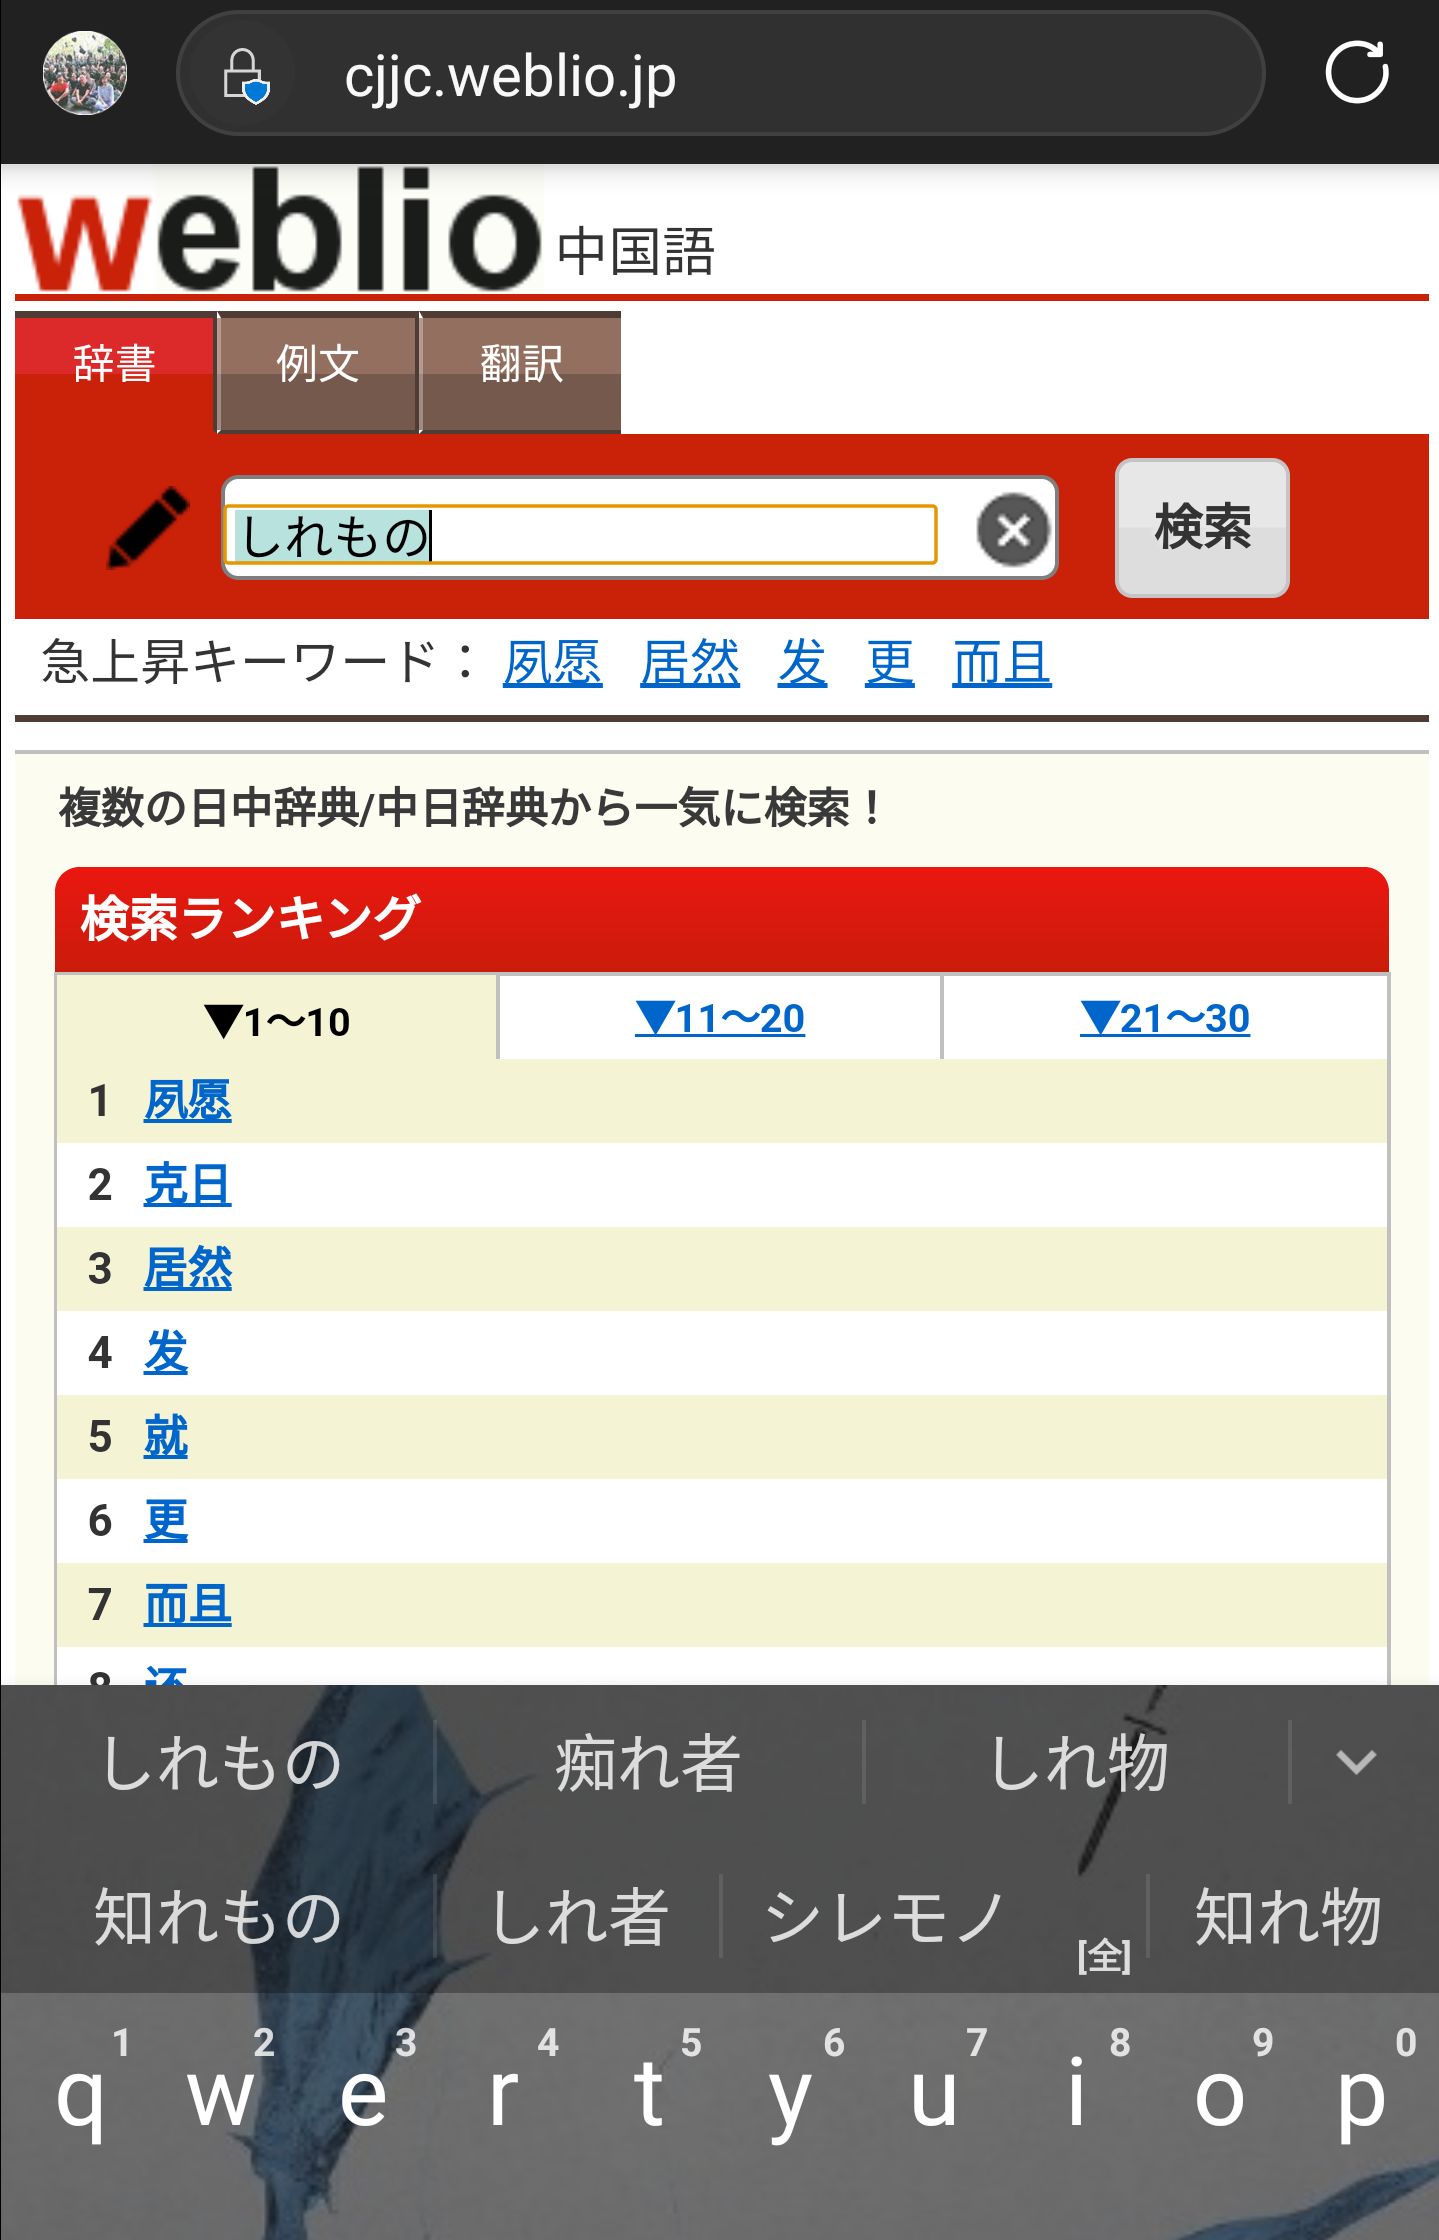 cjjc.weblio.jp
weblio 中国語
辞書 例文 翻訳
しれもの 検索
急上昇キーワード： 夙愿 居然 发 更 而且
複数の日中辞典/中日辞典から一気に検索！
検索ランキング
▼1～10 ▼11～20 ▼21～30
1 夙愿
2 克日
3 居然
4 发
5 就
6 更
7 而且
8 还
しれもの 痴れ者 しれ物
知れもの しれ者 シレモノ [全] 知れ物
1 2 3 4 5 6 7 8 9 0
q w e r t y u i o p